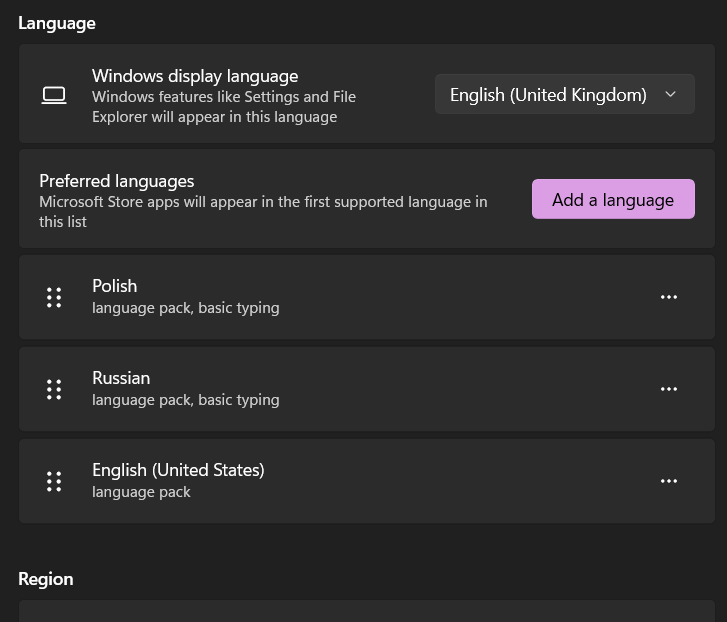 Language
Windows display language
Windows features like Settings and File
Explorer will appear in this language
English (United Kingdom)
Preferred languages
Microsoft Store apps will appear in the first supported language in
this list
Add a language
Polish
language pack, basic typing
Russian
language pack, basic typing
English (United States)
language pack
Region